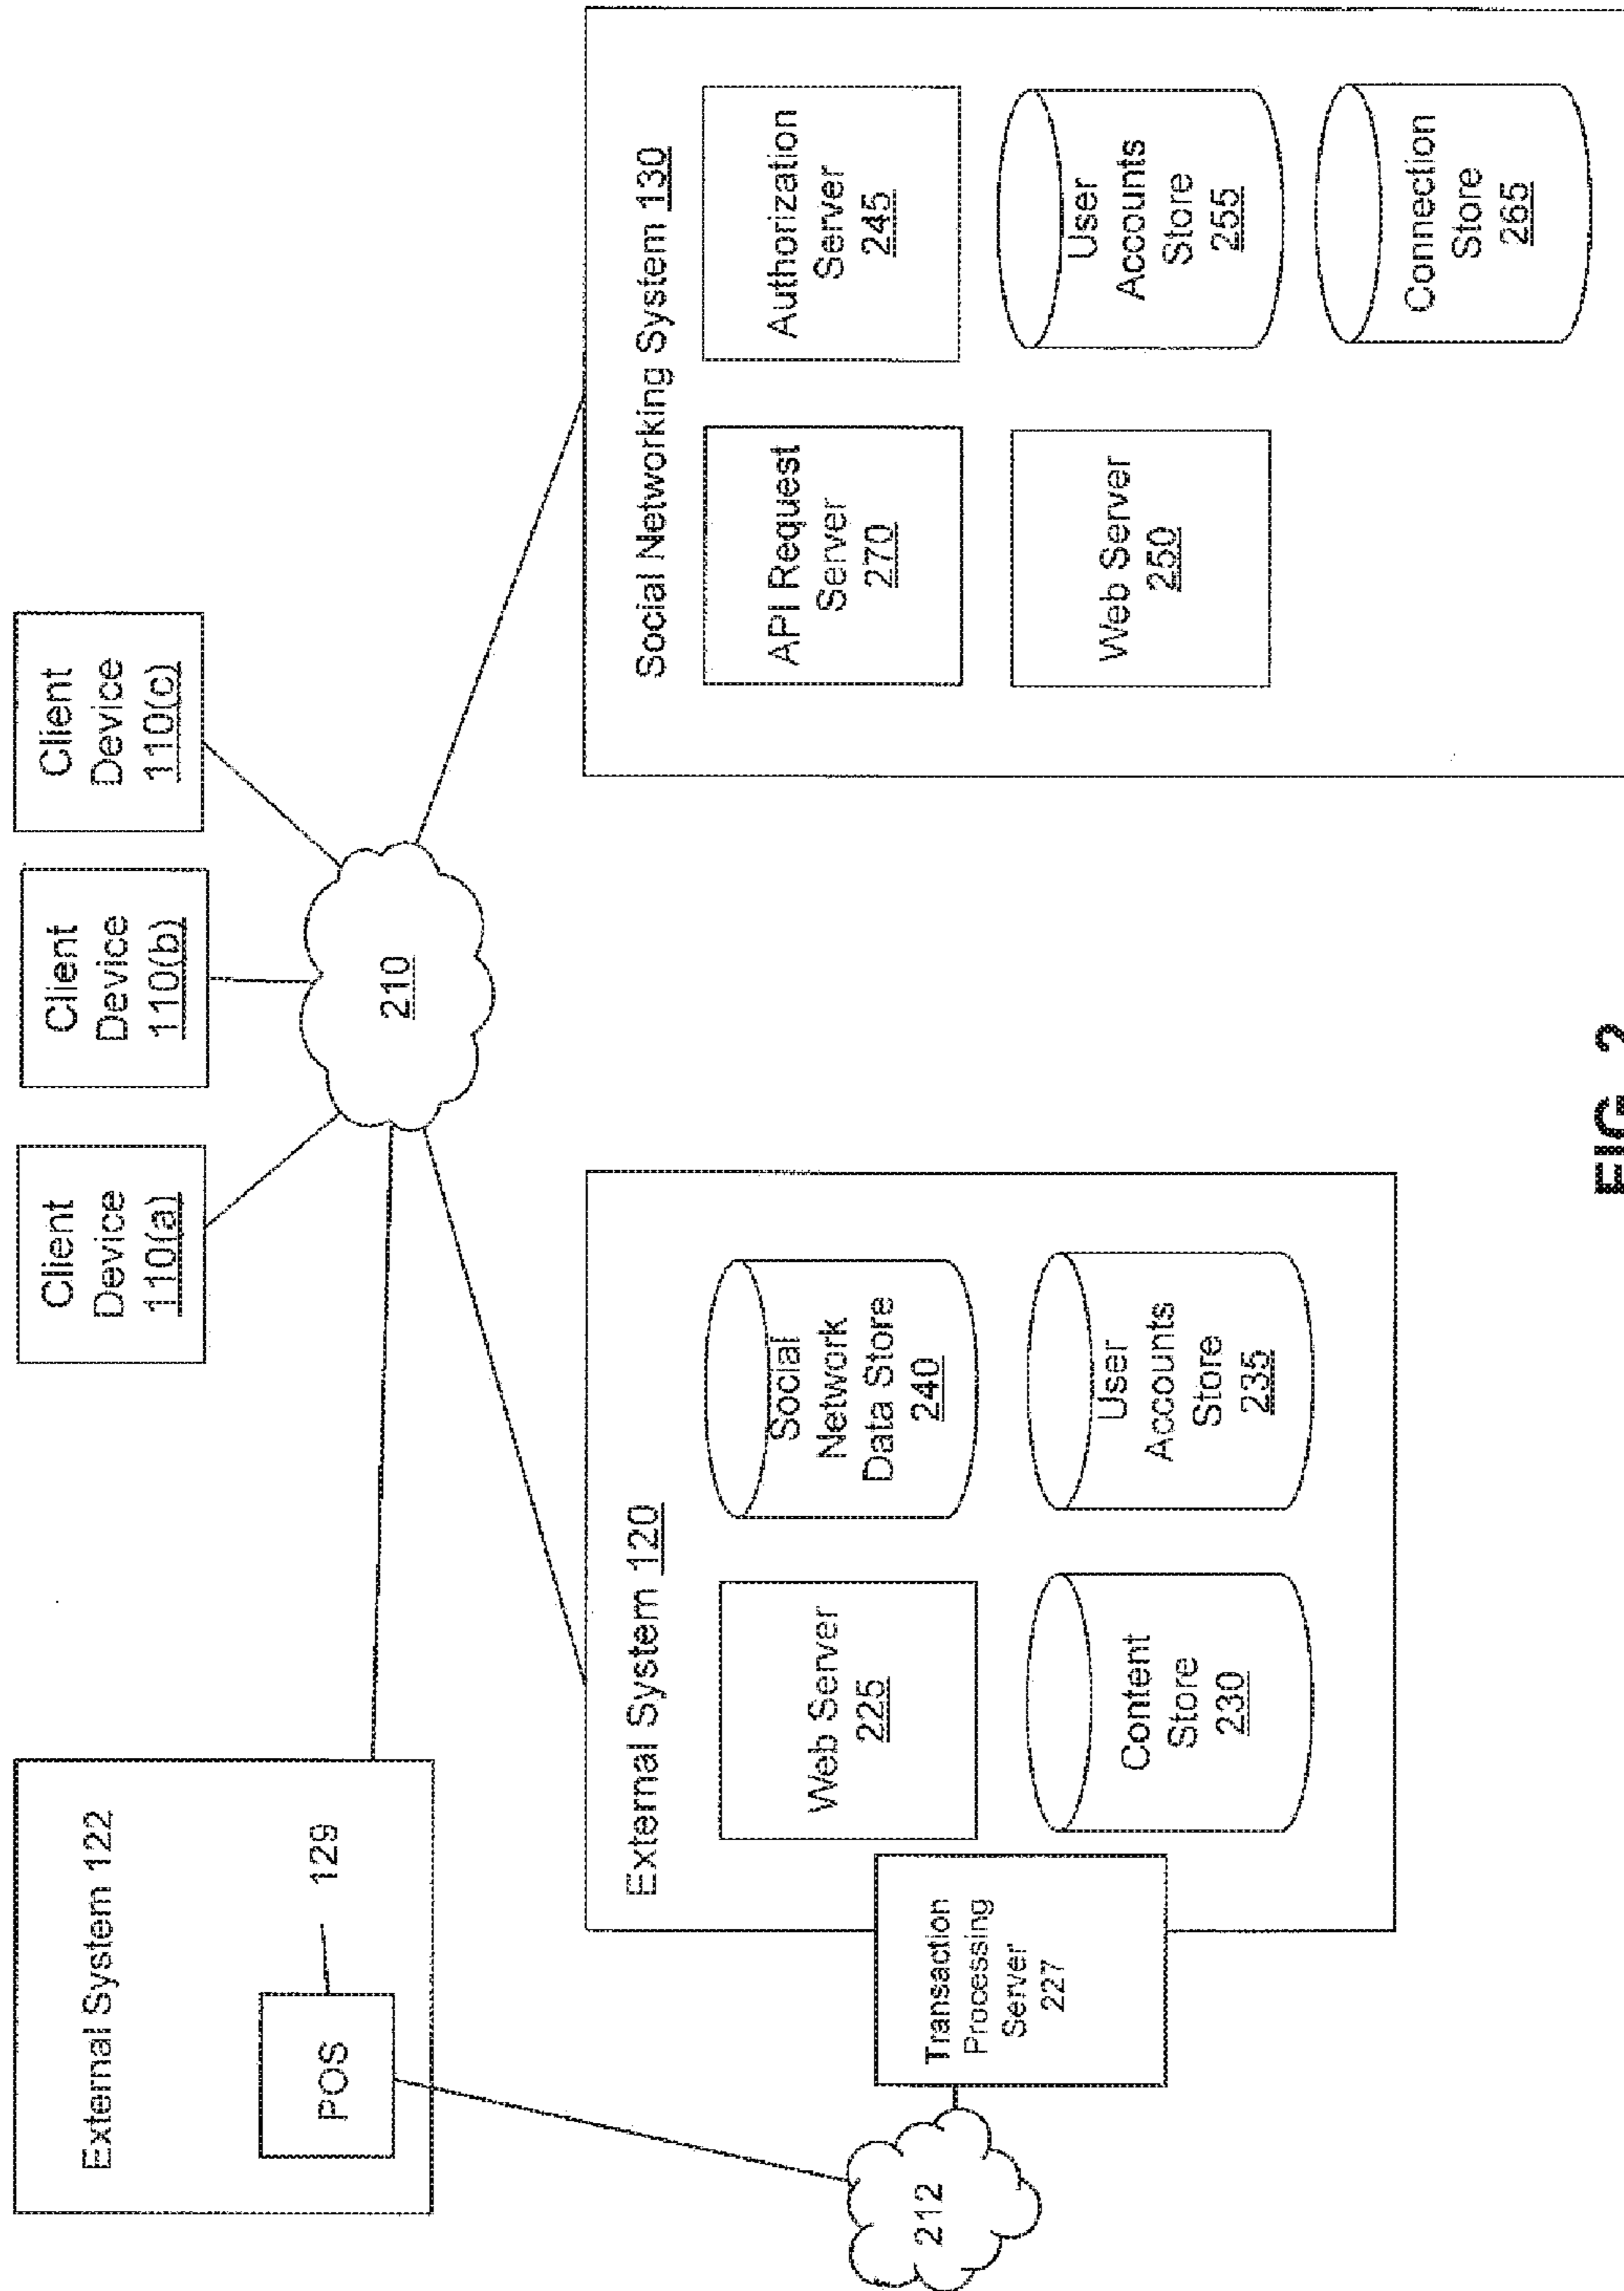 External System 122
POS
129
Client
Device
110(a)
Client
Device
110(b)
Client
Device
110(c)
210
212
Transaction
Processing
Server
227
External System 120
Web Server
225
Social
Network
Data Store
240
Content
Store
230
User
Accounts
Store
235
Social Networking System 130
API Request
Server
270
Authorization
Server
245
Web Server
250
User
Accounts
Store
255
Connection
Store
265
FIG. 2